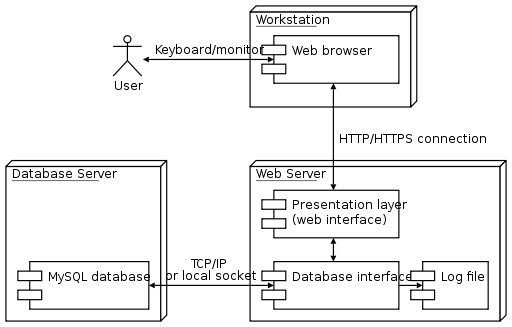 Workstation
Keyboard/monitor
Web browser
User
HTTP/HTTPS connection
Database Server
Web Server
Presentation layer
(web interface)
TCP/IP
or local socket
MySQL database
Database interface
Log file